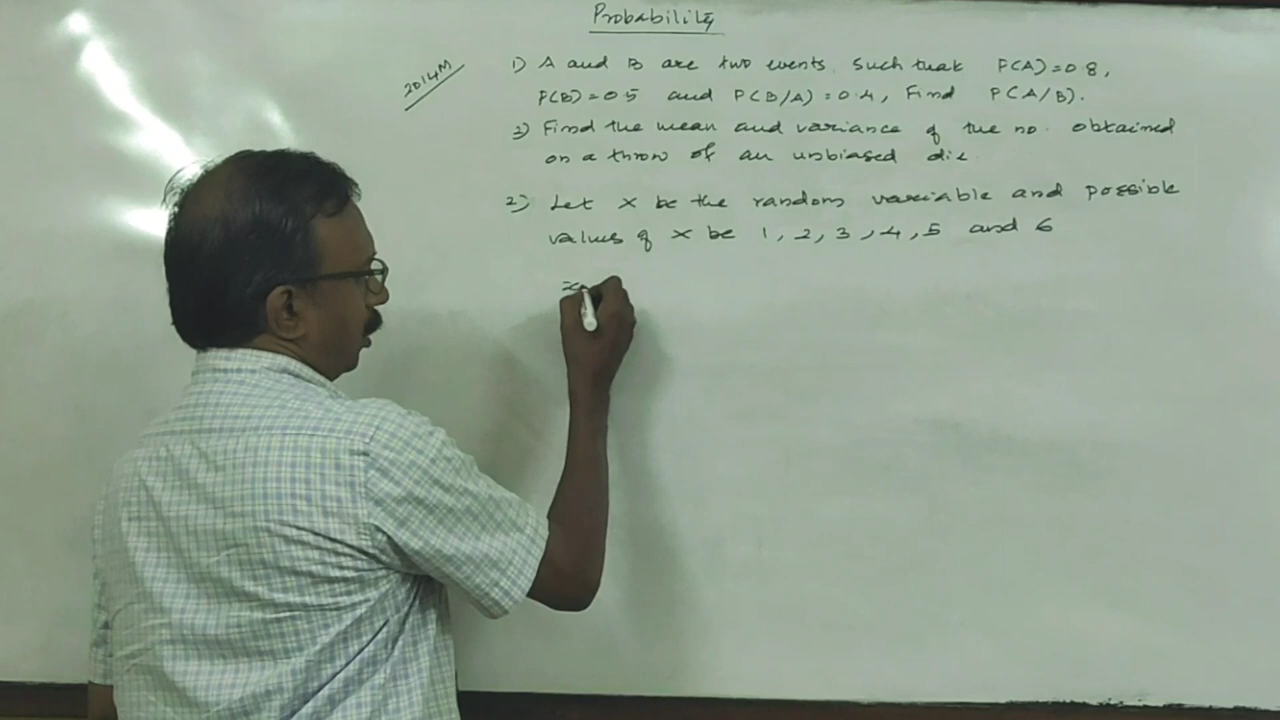 Probability
2014M
1) A and B are two events such that P(A)=0.8,
P(B)=0.5 and P(B/A)=0.4, Find P(A/B).
2) Find the mean and variance of the no. obtained
on a throw of an unbiased die
2) Let X be the random variable and possible
values of X be 1, 2, 3, 4, 5 and 6